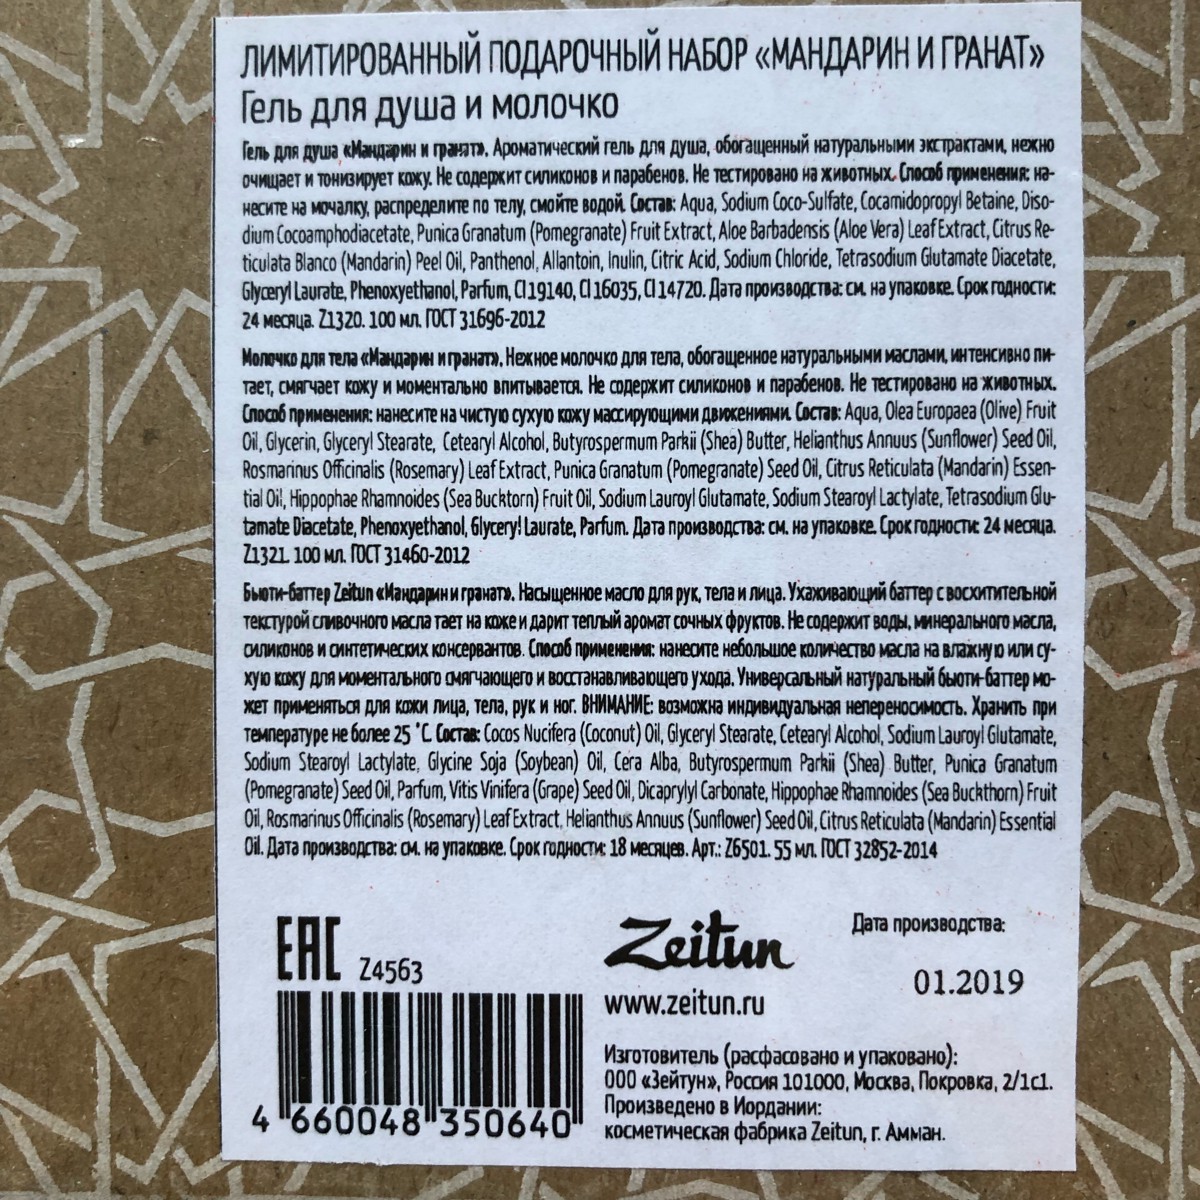 ЛИМИТИРОВАННЫЙ ПОДАРОЧНЫЙ НАБОР «МАНДАРИН И ГРАНАТ»
Гель для душа и молочко
Гель для душа «Мандарин и гранат». Ароматический гель для душа, обогащенный натуральными экстрактами, нежно
очищает и тонизирует кожу. Не содержит силиконов и парабенов. Не тестировано на животных. Способ применения: на-
несите на мочалку, распределите по телу, смойте водой. Состав: Aqua, Sodium Coco-Sulfate, Cocamidopropyl Betaine, Diso-
dium Cocoamphodiacetate, Punica Granatum (Pomegranate) Fruit Extract, Aloe Barbadensis (Aloe Vera) Leaf Extract, Citrus Re-
ticulata Blanco (Mandarin) Peel Oil, Panthenol, Allantoin, Inulin, Citric Acid, Sodium Chloride, Tetrasodium Glutamate Diacetate,
Glyceryl Laurate, Phenoxyethanol, Parfum, CI 19140, CI 16035, CI 14720. Дата производства: см. на упаковке. Срок годности:
24 месяца. Z1320. 100 мл. ГОСТ 31696-2012
Молочко для тела «Мандарин и гранат». Нежное молочко для тела, обогащенное натуральными маслами, интенсивно пи-
тает, смягчает кожу и моментально впитывается. Не содержит силиконов и парабенов. Не тестировано на животных.
Способ применения: нанесите на чистую сухую кожу массирующими движениями. Состав: Aqua, Olea Europaea (Olive) Fruit
Oil, Glycerin, Glyceryl Stearate, Cetearyl Alcohol, Butyrospermum Parkii (Shea) Butter, Helianthus Annuus (Sunflower) Seed Oil,
Rosmarinus Officinalis (Rosemary) Leaf Extract, Punica Granatum (Pomegranate) Seed Oil, Citrus Reticulata (Mandarin) Essen-
tial Oil, Hippophae Rhamnoides (Sea Bucktorn) Fruit Oil, Sodium Lauroyl Glutamate, Sodium Stearoyl Lactylate, Tetrasodium Glu-
tamate Diacetate, Phenoxyethanol, Glyceryl Laurate, Parfum. Дата производства: см. на упаковке. Срок годности: 24 месяца.
Z1321. 100 мл. ГОСТ 31460-2012
Бьюти-баттер Zeitun «Мандарин и гранат». Насыщенное масло для рук, тела и лица. Ухаживающий баттер с восхитительной
текстурой сливочного масла тает на коже и дарит теплый аромат сочных фруктов. Не содержит воды, минерального масла,
силиконов и синтетических консервантов. Способ применения: нанесите небольшое количество масла на влажную или су-
хую кожу для моментального смягчающего и восстанавливающего ухода. Универсальный натуральный бьюти-баттер мо-
жет применяться для кожи лица, тела, рук и ног. ВНИМАНИЕ: возможна индивидуальная непереносимость. Хранить при
температуре не более 25 °С. Состав: Cocos Nucifera (Coconut) Oil, Glyceryl Stearate, Cetearyl Alcohol, Sodium Lauroyl Glutamate,
Sodium Stearoyl Lactylate, Glycine Soja (Soybean) Oil, Cera Alba, Butyrospermum Parkii (Shea) Butter, Punica Granatum
(Pomegranate) Seed Oil, Parfum, Vitis Vinifera (Grape) Seed Oil, Dicaprylyl Carbonate, Hippophae Rhamnoides (Sea Buckthorn) Fruit
Oil, Rosmarinus Officinalis (Rosemary) Leaf Extract, Helianthus Annuus (Sunflower) Seed Oil, Citrus Reticulata (Mandarin) Essential
Oil. Дата производства: см. на упаковке. Срок годности: 18 месяцев. Арт.: Z6501. 55 мл. ГОСТ 32852-2014
EAC Z4563
4 660048 350640
Zeitun
www.zeitun.ru
Дата производства:
01.2019
Изготовитель (расфасовано и упаковано):
ООО «Зейтун», Россия 101000, Москва, Покровка, 2/1с1.
Произведено в Иордании:
косметическая фабрика Zeitun, г. Амман.